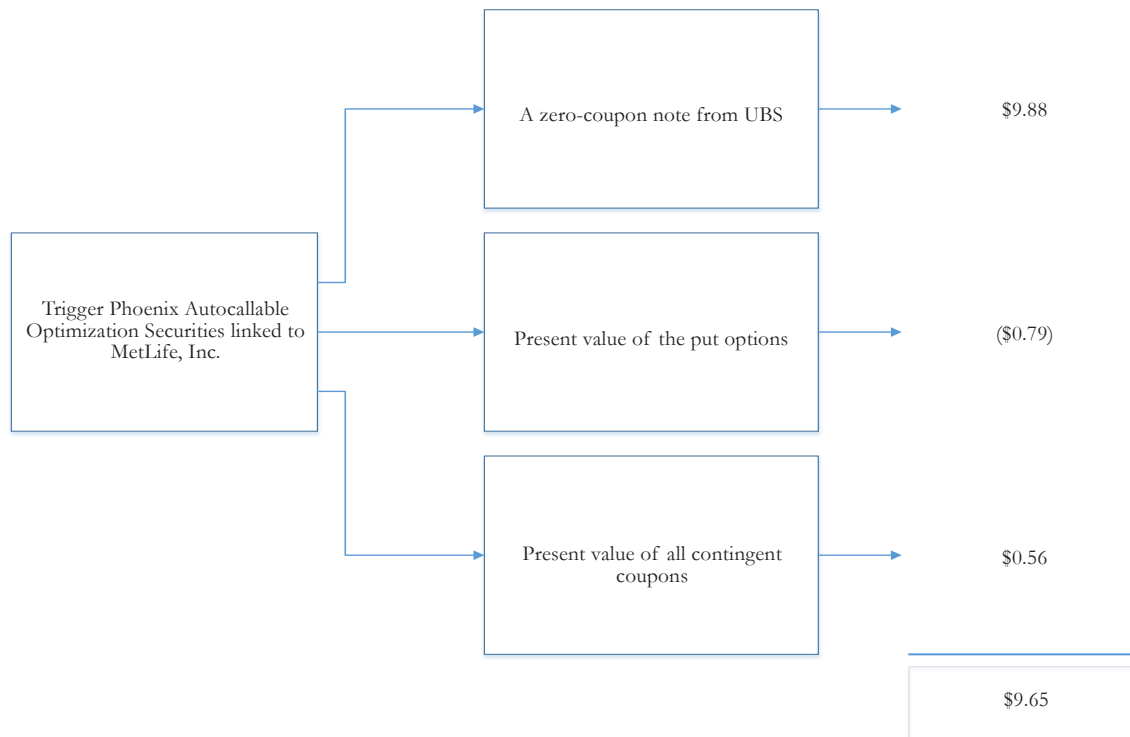 A zero-coupon note from UBS
$9.88
Trigger Phoenix Autocallable
Optimization Securities linked to
MetLife, Inc.
Present value of the put options
($0.79)
Present value of all contingent
coupons
$0.56
$9.65